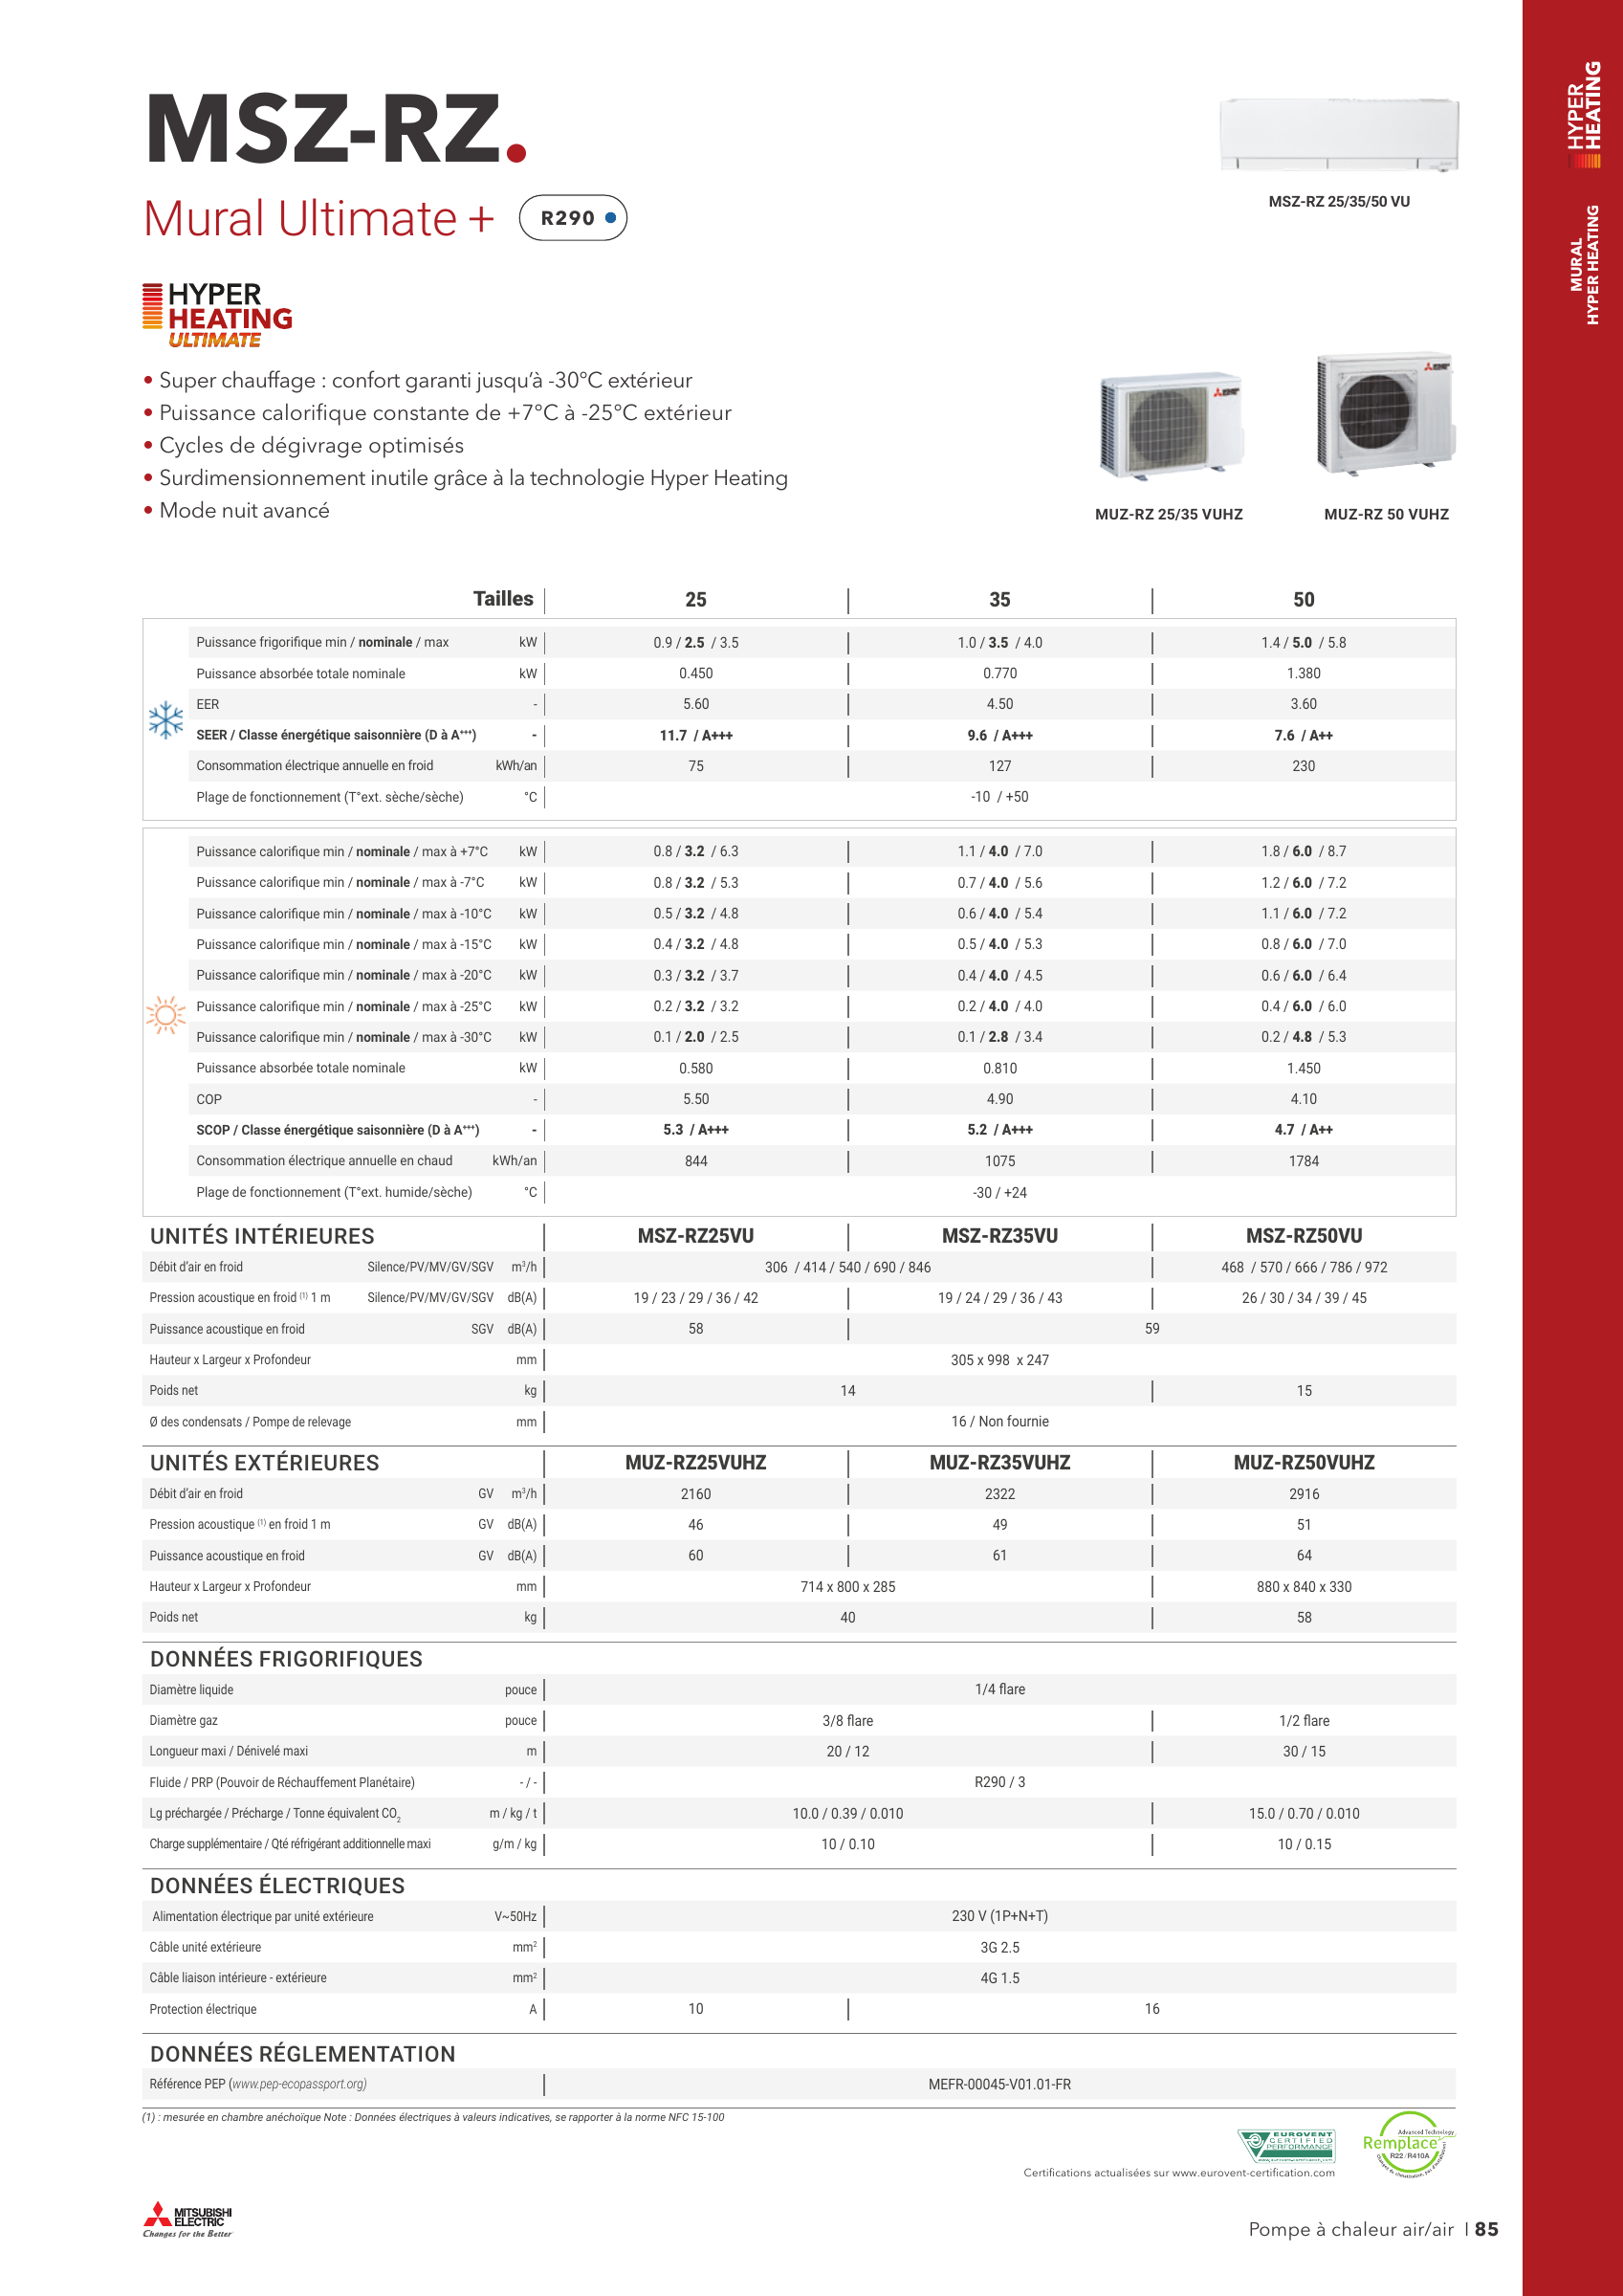 MSZ-RZ.
Mural Ultimate + R290
HYPER
HEATING
ULTIMATE
• Super chauffage : confort garanti jusqu’à -30°C extérieur
• Puissance calorifique constante de +7°C à -25°C extérieur
• Cycles de dégivrage optimisés
• Surdimensionnement inutile grâce à la technologie Hyper Heating
• Mode nuit avancé
MSZ-RZ 25/35/50 VU
MUZ-RZ 25/35 VUHZ
MUZ-RZ 50 VUHZ
HYPER
HEATING
MURAL
HYPER HEATING
Tailles 25 35 50
Puissance frigorifique min / nominale / max kW 0.9 / 2.5 / 3.5 1.0 / 3.5 / 4.0 1.4 / 5.0 / 5.8
Puissance absorbée totale nominale kW 0.450 0.770 1.380
EER - 5.60 4.50 3.60
SEER / Classe énergétique saisonnière (D à A+++) - 11.7 / A+++ 9.6 / A+++ 7.6 / A++
Consommation électrique annuelle en froid kWh/an 75 127 230
Plage de fonctionnement (T°ext. sèche/sèche) °C -10 / +50
Puissance calorifique min / nominale / max à +7°C kW 0.8 / 3.2 / 6.3 1.1 / 4.0 / 7.0 1.8 / 6.0 / 8.7
Puissance calorifique min / nominale / max à -7°C kW 0.8 / 3.2 / 5.3 0.7 / 4.0 / 5.6 1.2 / 6.0 / 7.2
Puissance calorifique min / nominale / max à -10°C kW 0.5 / 3.2 / 4.8 0.6 / 4.0 / 5.4 1.1 / 6.0 / 7.2
Puissance calorifique min / nominale / max à -15°C kW 0.4 / 3.2 / 4.8 0.5 / 4.0 / 5.3 0.8 / 6.0 / 7.0
Puissance calorifique min / nominale / max à -20°C kW 0.3 / 3.2 / 3.7 0.4 / 4.0 / 4.5 0.6 / 6.0 / 6.4
Puissance calorifique min / nominale / max à -25°C kW 0.2 / 3.2 / 3.2 0.2 / 4.0 / 4.0 0.4 / 6.0 / 6.0
Puissance calorifique min / nominale / max à -30°C kW 0.1 / 2.0 / 2.5 0.1 / 2.8 / 3.4 0.2 / 4.8 / 5.3
Puissance absorbée totale nominale kW 0.580 0.810 1.450
COP - 5.50 4.90 4.10
SCOP / Classe énergétique saisonnière (D à A+++) - 5.3 / A+++ 5.2 / A+++ 4.7 / A++
Consommation électrique annuelle en chaud kWh/an 844 1075 1784
Plage de fonctionnement (T°ext. humide/sèche) °C -30 / +24
UNITÉS INTÉRIEURES MSZ-RZ25VU MSZ-RZ35VU MSZ-RZ50VU
Débit d’air en froid Silence/PV/MV/GV/SGV m³/h 306 / 414 / 540 / 690 / 846 468 / 570 / 666 / 786 / 972
Pression acoustique en froid (1) 1 m Silence/PV/MV/GV/SGV dB(A) 19 / 23 / 29 / 36 / 42 19 / 24 / 29 / 36 / 43 26 / 30 / 34 / 39 / 45
Puissance acoustique en froid SGV dB(A) 58 59
Hauteur x Largeur x Profondeur mm 305 x 998 x 247
Poids net kg 14 15
Ø des condensats / Pompe de relevage mm 16 / Non fournie
UNITÉS EXTÉRIEURES MUZ-RZ25VUHZ MUZ-RZ35VUHZ MUZ-RZ50VUHZ
Débit d’air en froid GV m³/h 2160 2322 2916
Pression acoustique (1) en froid 1 m GV dB(A) 46 49 51
Puissance acoustique en froid GV dB(A) 60 61 64
Hauteur x Largeur x Profondeur mm 714 x 800 x 285 880 x 840 x 330
Poids net kg 40 58
DONNÉES FRIGORIFIQUES
Diamètre liquide pouce 1/4 flare
Diamètre gaz pouce 3/8 flare 1/2 flare
Longueur maxi / Dénivelé maxi m 20 / 12 30 / 15
Fluide / PRP (Pouvoir de Réchauffement Planétaire) - / - R290 / 3
Lg préchargée / Précharge / Tonne équivalent CO₂ m / kg / t 10.0 / 0.39 / 0.010 15.0 / 0.70 / 0.010
Charge supplémentaire / Qté réfrigérant additionnelle maxi g/m / kg 10 / 0.10 10 / 0.15
DONNÉES ÉLECTRIQUES
Alimentation électrique par unité extérieure V~50Hz 230 V (1P+N+T)
Câble unité extérieure mm² 3G 2.5
Câble liaison intérieure - extérieure mm² 4G 1.5
Protection électrique A 10 16
DONNÉES RÉGLEMENTATION
Référence PEP (www.pep-ecopassport.org) MEFR-00045-V01.01-FR
(1) : mesurée en chambre anéchoïque Note : Données électriques à valeurs indicatives, se rapporter à la norme NFC 15-100
EUROVENT
CERTIFIED
PERFORMANCE
Certifications actualisées sur www.eurovent-certification.com
Advanced Technology
Remplace
R22/R410A
MITSUBISHI
ELECTRIC
Changes for the Better
Pompe à chaleur air/air | 85